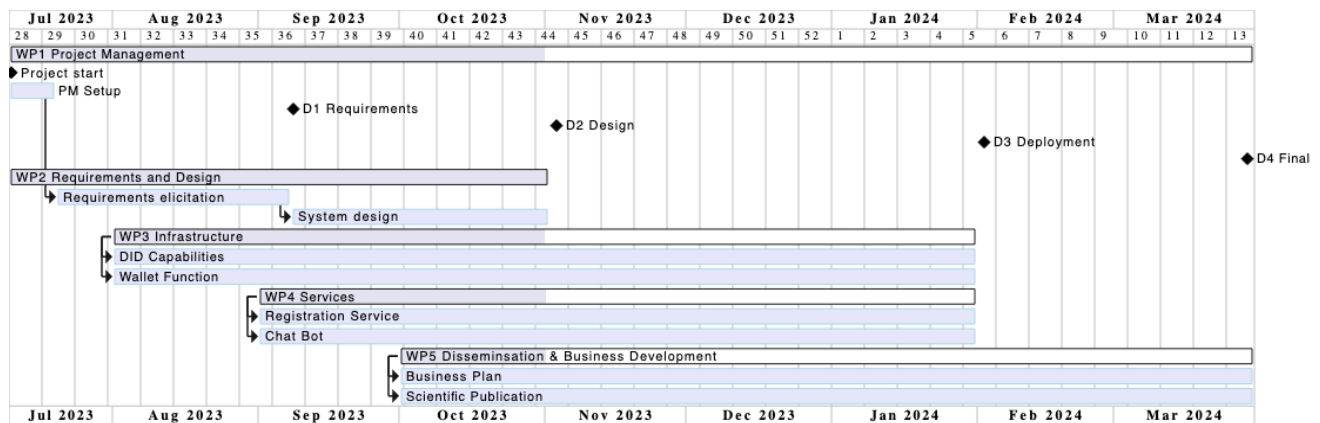 Jul 2023 Aug 2023 Sep 2023 Oct 2023 Nov 2023 Dec 2023 Jan 2024 Feb 2024 Mar 2024
28 29 30 31 32 33 34 35 36 37 38 39 40 41 42 43 44 45 46 47 48 49 50 51 52 1 2 3 4 5 6 7 8 9 10 11 12 13
WP1 Project Management
Project start
PM Setup
D1 Requirements
D2 Design
D3 Deployment
D4 Final
WP2 Requirements and Design
Requirements elicitation
System design
WP3 Infrastructure
DID Capabilities
Wallet Function
WP4 Services
Registration Service
Chat Bot
WP5 Disseminsation & Business Development
Business Plan
Scientific Publication
Jul 2023 Aug 2023 Sep 2023 Oct 2023 Nov 2023 Dec 2023 Jan 2024 Feb 2024 Mar 2024